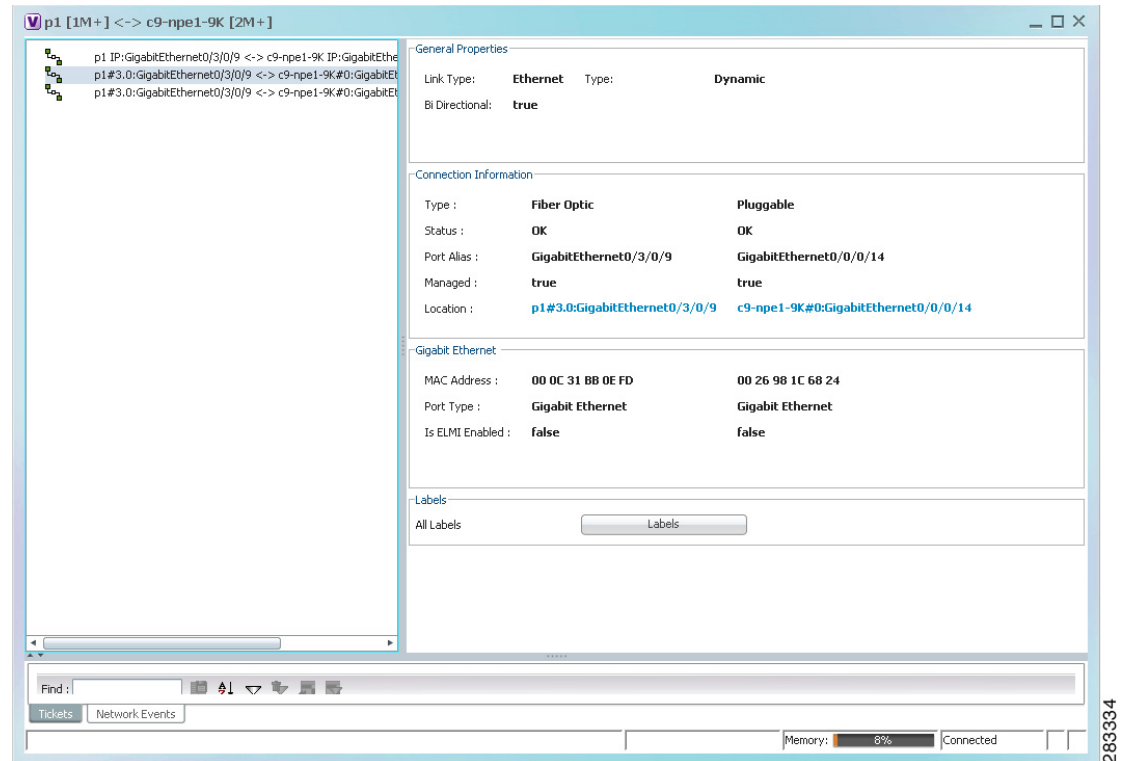 V p1 [1M+] <-> c9-npe1-9K [2M+]
p1 IP:GigabitEthernet0/3/0/9 <-> c9-npe1-9K IP:GigabitEthe
p1#3.0:GigabitEthernet0/3/0/9 <-> c9-npe1-9K#0:GigabitEt
p1#3.0:GigabitEthernet0/3/0/9 <-> c9-npe1-9K#0:GigabitEt
General Properties
Link Type: Ethernet Type: Dynamic
Bi Directional: true
Connection Information
Type : Fiber Optic Pluggable
Status : OK OK
Port Alias : GigabitEthernet0/3/0/9 GigabitEthernet0/0/0/14
Managed : true true
Location : p1#3.0:GigabitEthernet0/3/0/9 c9-npe1-9K#0:GigabitEthernet0/0/0/14
Gigabit Ethernet
MAC Address : 00 0C 31 BB 0E FD 00 26 98 1C 68 24
Port Type : Gigabit Ethernet Gigabit Ethernet
Is ELMI Enabled : false false
Labels
All Labels Labels
Find :
Tickets Network Events
Memory: 8% Connected
283334